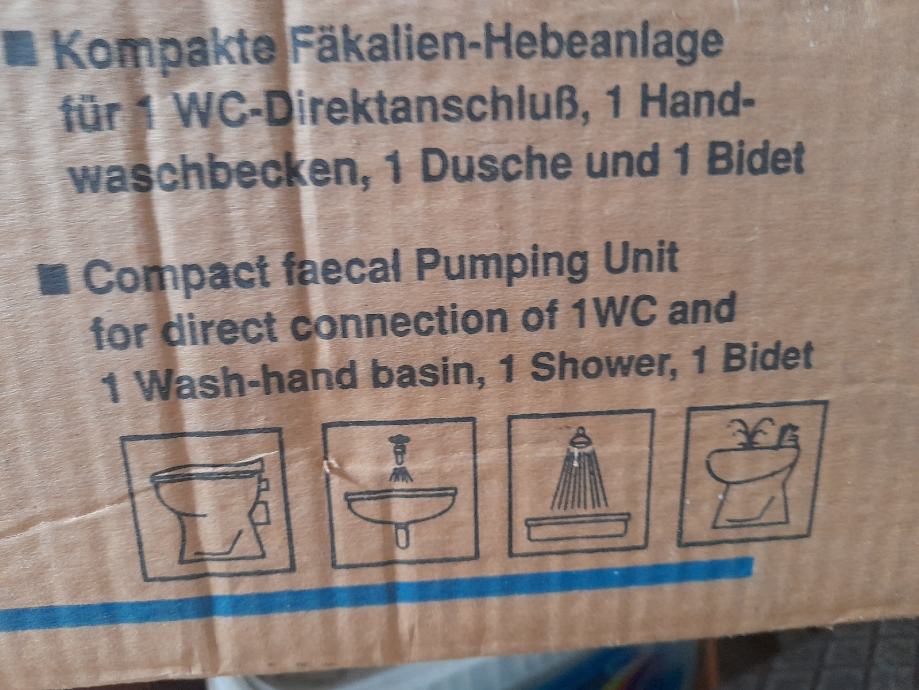 Kompakte Fäkalien-Hebeanlage
für 1 WC-Direktanschluß, 1 Hand-
waschbecken, 1 Dusche und 1 Bidet
Compact faecal Pumping Unit
for direct connection of 1WC and
1 Wash-hand basin, 1 Shower, 1 Bidet